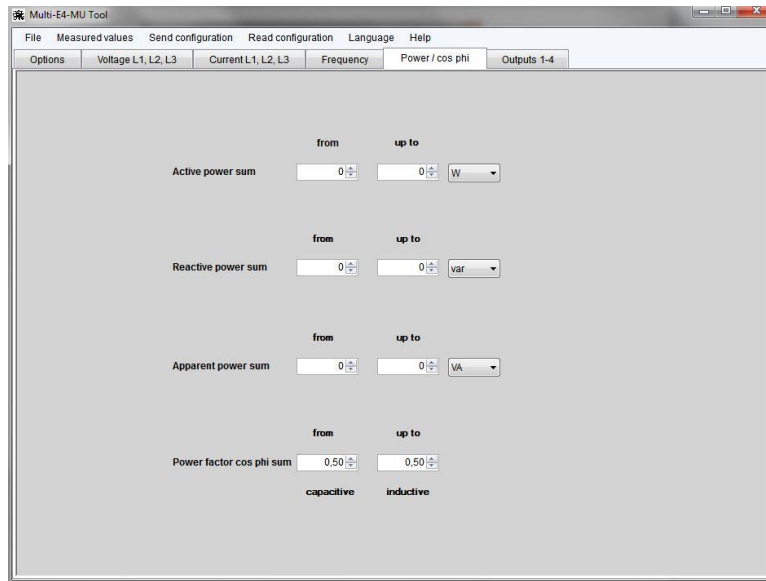 Multi-E4-MU Tool
File Measured values Send configuration Read configuration Language Help
Options Voltage L1, L2, L3 Current L1, L2, L3 Frequency Power / cos phi Outputs 1-4
from up to
Active power sum 0 0 W
from up to
Reactive power sum 0 0 var
from up to
Apparent power sum 0 0 VA
from up to
Power factor cos phi sum 0,50 0,50
capacitive inductive